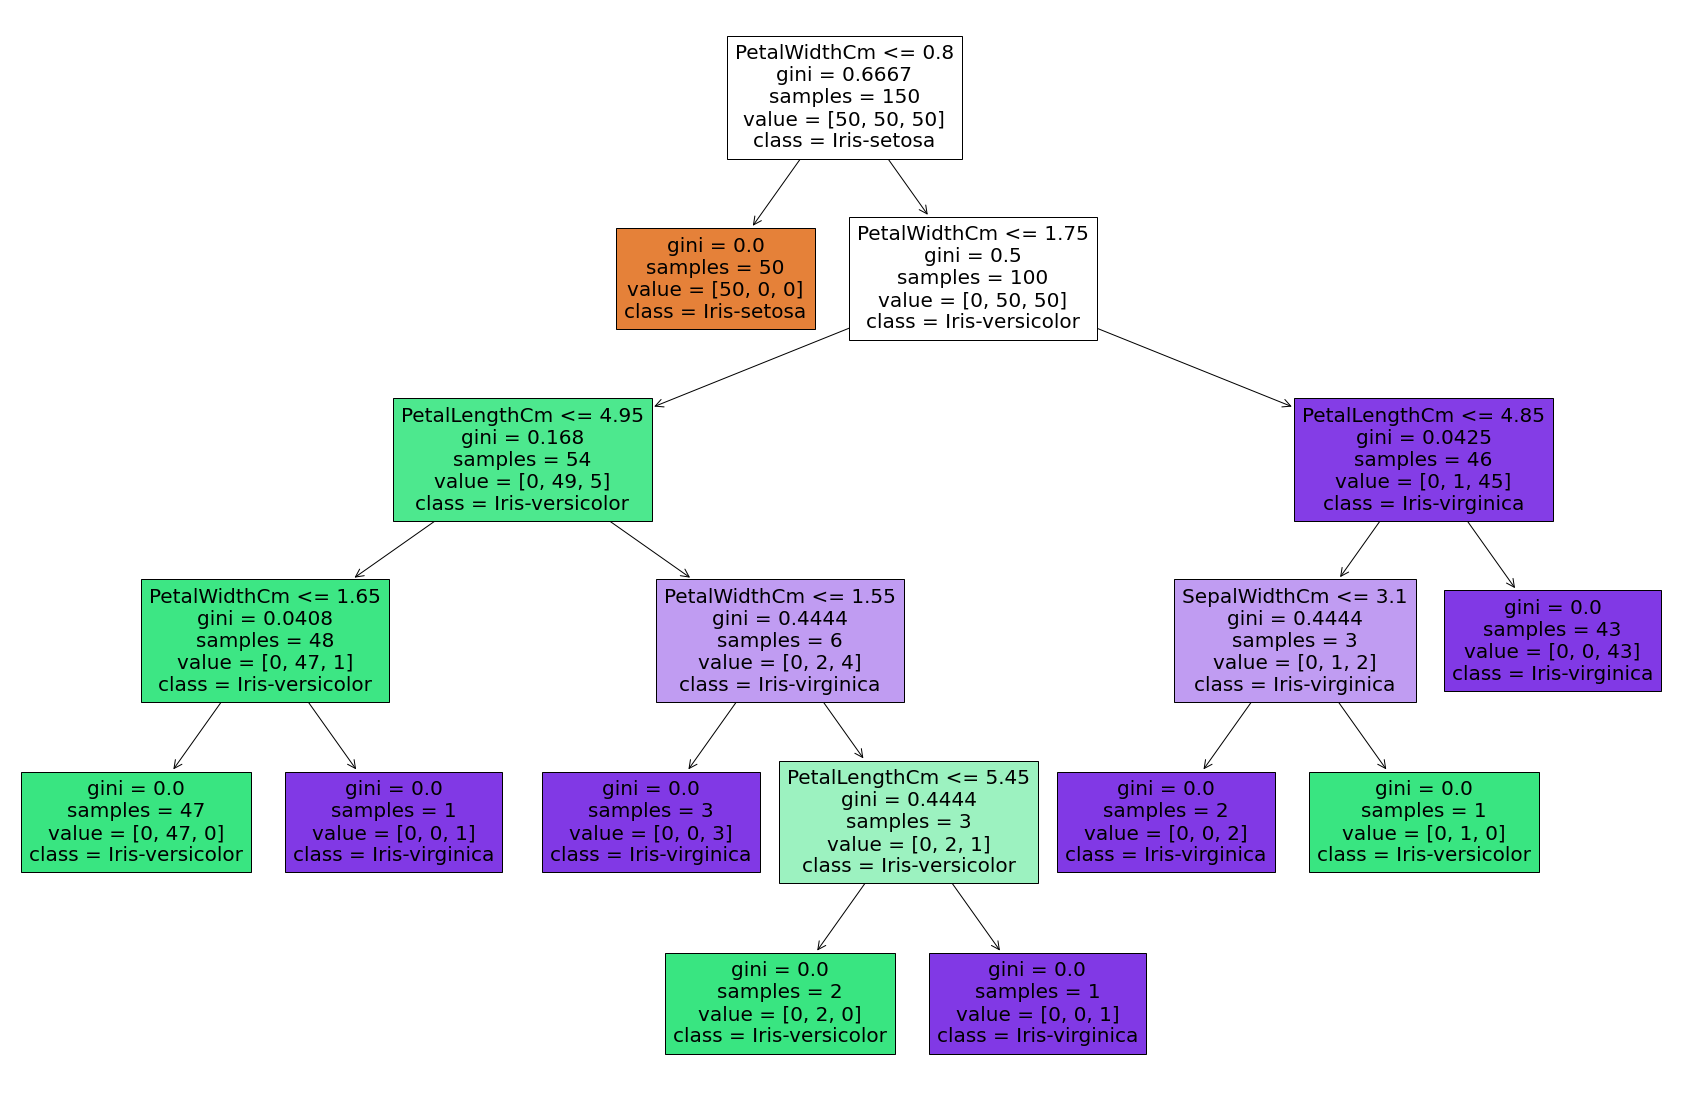 PetalWidthCm <= 0.8
gini = 0.6667
samples = 150
value = [50, 50, 50]
class = Iris-setosa
gini = 0.0
samples = 50
value = [50, 0, 0]
class = Iris-setosa
PetalWidthCm <= 1.75
gini = 0.5
samples = 100
value = [0, 50, 50]
class = Iris-versicolor
PetalLengthCm <= 4.95
gini = 0.168
samples = 54
value = [0, 49, 5]
class = Iris-versicolor
PetalLengthCm <= 4.85
gini = 0.0425
samples = 46
value = [0, 1, 45]
class = Iris-virginica
PetalWidthCm <= 1.65
gini = 0.0408
samples = 48
value = [0, 47, 1]
class = Iris-versicolor
PetalWidthCm <= 1.55
gini = 0.4444
samples = 6
value = [0, 2, 4]
class = Iris-virginica
SepalWidthCm <= 3.1
gini = 0.4444
samples = 3
value = [0, 1, 2]
class = Iris-virginica
gini = 0.0
samples = 43
value = [0, 0, 43]
class = Iris-virginica
gini = 0.0
samples = 47
value = [0, 47, 0]
class = Iris-versicolor
gini = 0.0
samples = 1
value = [0, 0, 1]
class = Iris-virginica
gini = 0.0
samples = 3
value = [0, 0, 3]
class = Iris-virginica
PetalLengthCm <= 5.45
gini = 0.4444
samples = 3
value = [0, 2, 1]
class = Iris-versicolor
gini = 0.0
samples = 2
value = [0, 0, 2]
class = Iris-virginica
gini = 0.0
samples = 1
value = [0, 1, 0]
class = Iris-versicolor
gini = 0.0
samples = 2
value = [0, 2, 0]
class = Iris-versicolor
gini = 0.0
samples = 1
value = [0, 0, 1]
class = Iris-virginica